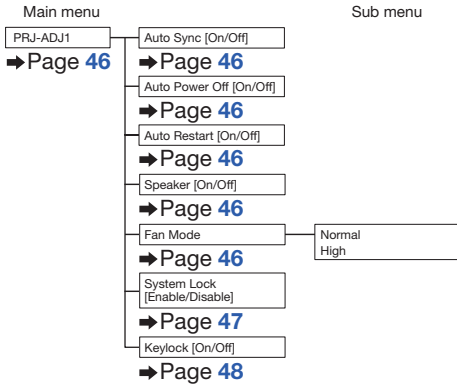 Main menu
Sub menu
PRJ-ADJ1
➡Page 46
Auto Sync [On/Off]
➡Page 46
Auto Power Off [On/Off]
➡Page 46
Auto Restart [On/Off]
➡Page 46
Speaker [On/Off]
➡Page 46
Fan Mode
➡Page 46
Normal
High
System Lock
[Enable/Disable]
➡Page 47
Keylock [On/Off]
➡Page 48